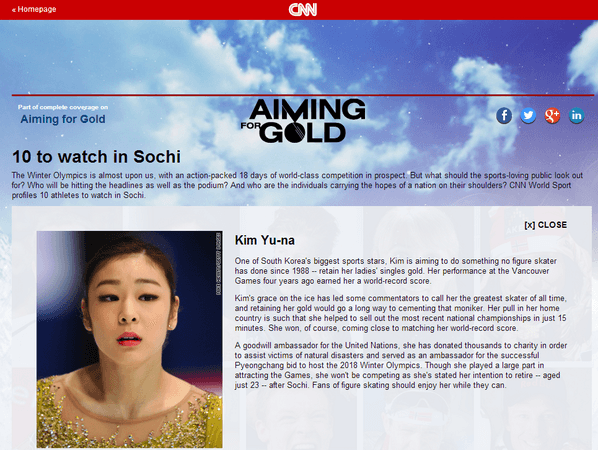 « Homepage
CNN
Part of complete coverage on
Aiming for Gold
AIMING
FOR GOLD
10 to watch in Sochi
The Winter Olympics is almost upon us, with an action-packed 18 days of world-class competition in prospect. But what should the sports-loving public look out
for? Who will be hitting the headlines as well as the podium? And who are the individuals carrying the hopes of a nation on their shoulders? CNN World Sport
profiles 10 athletes to watch in Sochi.
[x] CLOSE
Kim Yu-na
One of South Korea's biggest sports stars, Kim is aiming to do something no figure skater
has done since 1988 -- retain her ladies' singles gold. Her performance at the Vancouver
Games four years ago earned her a world-record score.
Kim's grace on the ice has led some commentators to call her the greatest skater of all time,
and retaining her gold would go a long way to cementing that moniker. Her pull in her home
country is such that she helped to sell out the most recent national championships in just 15
minutes. She won, of course, coming close to matching her world-record score.
A goodwill ambassador for the United Nations, she has donated thousands to charity in order
to assist victims of natural disasters and served as an ambassador for the successful
Pyeongchang bid to host the 2018 Winter Olympics. Though she played a large part in
attracting the Games, she won't be competing as she's stated her intention to retire -- aged
just 23 -- after Sochi. Fans of figure skating should enjoy her while they can.